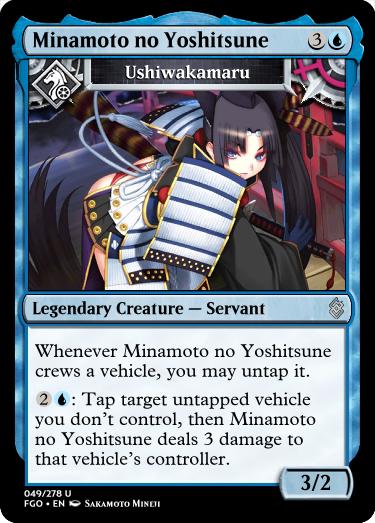 Minamoto no Yoshitsune 3
Ushiwakamaru
Legendary Creature — Servant
Whenever Minamoto no Yoshitsune
crews a vehicle, you may untap it.
2: Tap target untapped vehicle
you don't control, then Minamoto
no Yoshitsune deals 3 damage to
that vehicle's controller.
3/2
049/278 U
FGO • EN Sakamoto Mineji